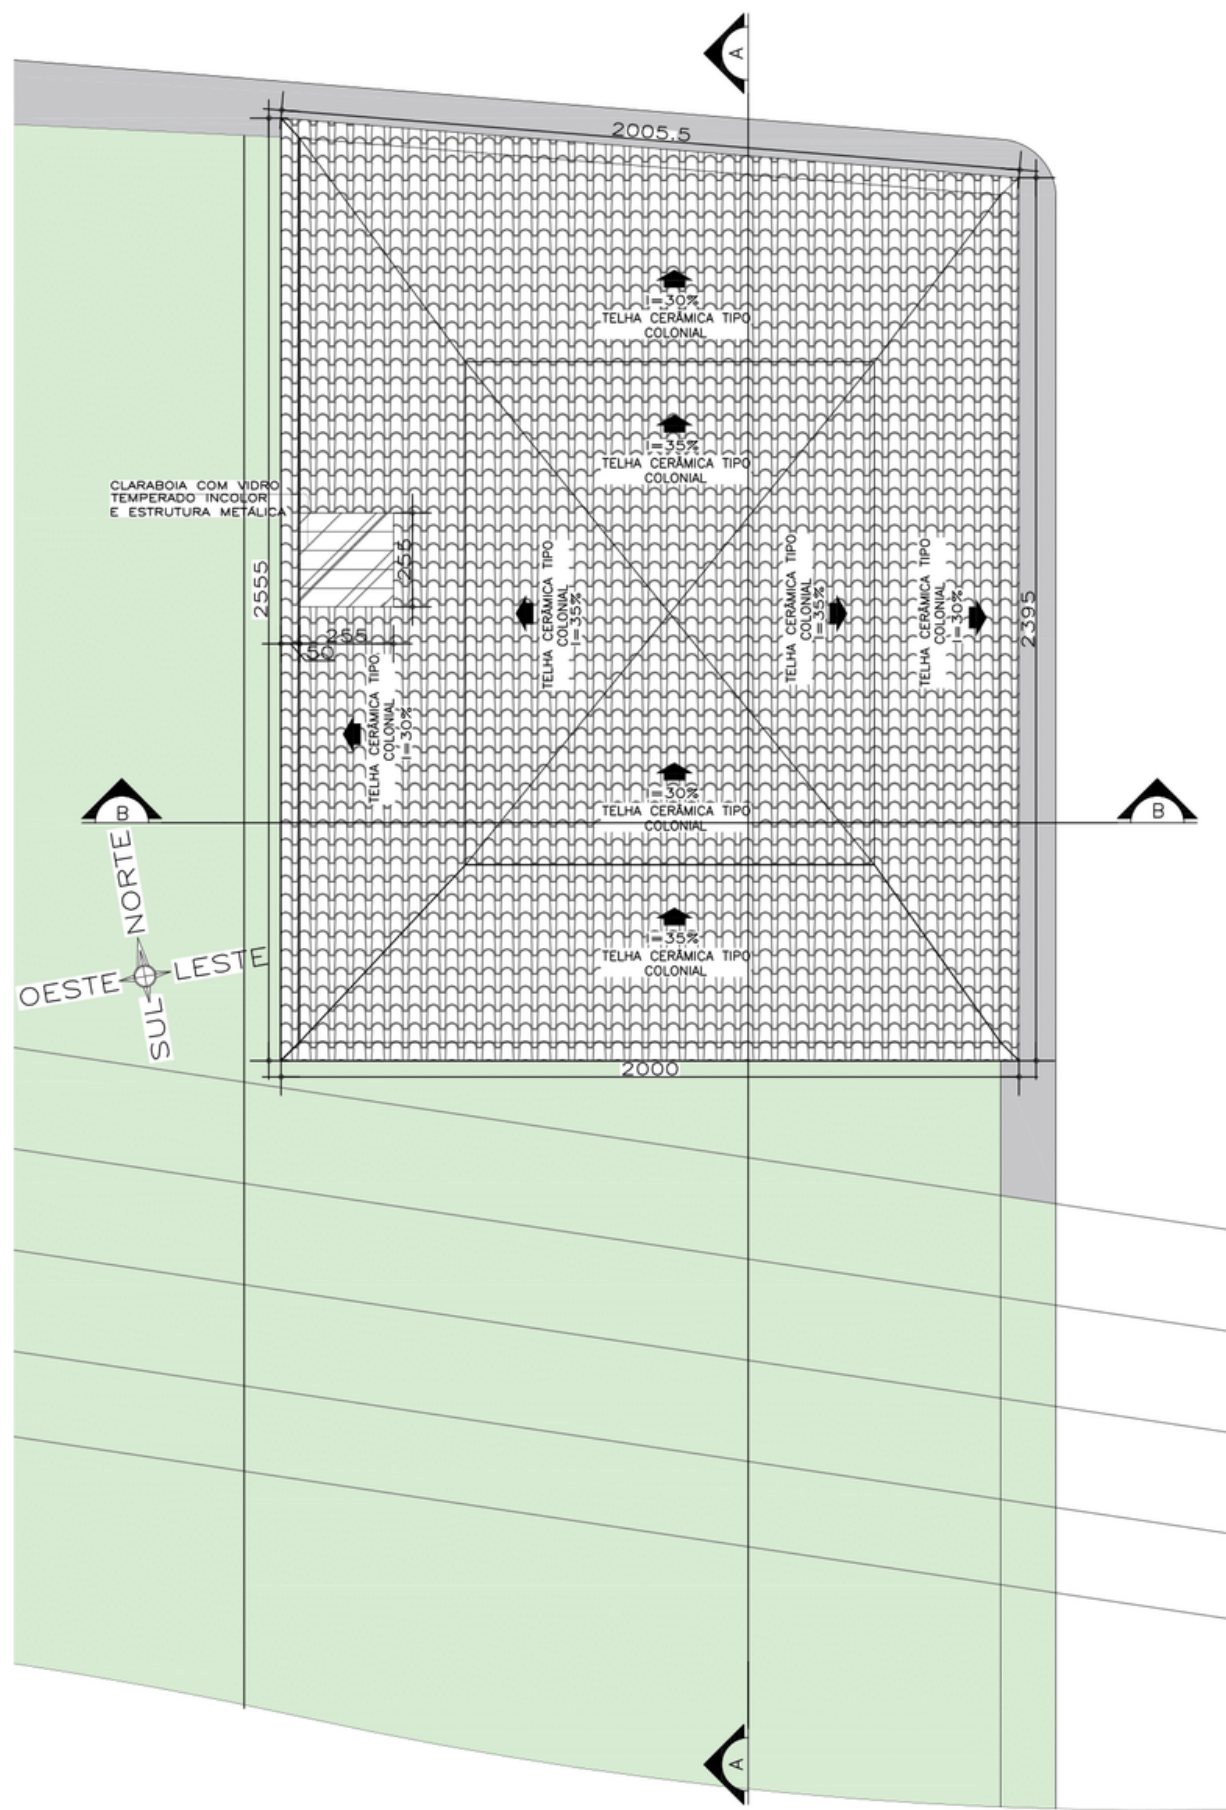 A
2005.5
I=30%
TELHA CERÂMICA TIPO
COLONIAL
I=35%
TELHA CERÂMICA TIPO
COLONIAL
CLARABOIA COM VIDRO
TEMPERADO INCOLOR
E ESTRUTURA METÁLICA
255
2555
TELHA CERÂMICA TIPO
COLONIAL
I=35%
TELHA CERÂMICA TIPO
COLONIAL
I=35%
TELHA CERÂMICA TIPO
COLONIAL
I=30%
2395
255
50
TELHA CERÂMICA TIPO
COLONIAL
I=30%
I=30%
TELHA CERÂMICA TIPO
COLONIAL
B
B
NORTE
I=35%
TELHA CERÂMICA TIPO
COLONIAL
LESTE
OESTE
SUL
2000
A